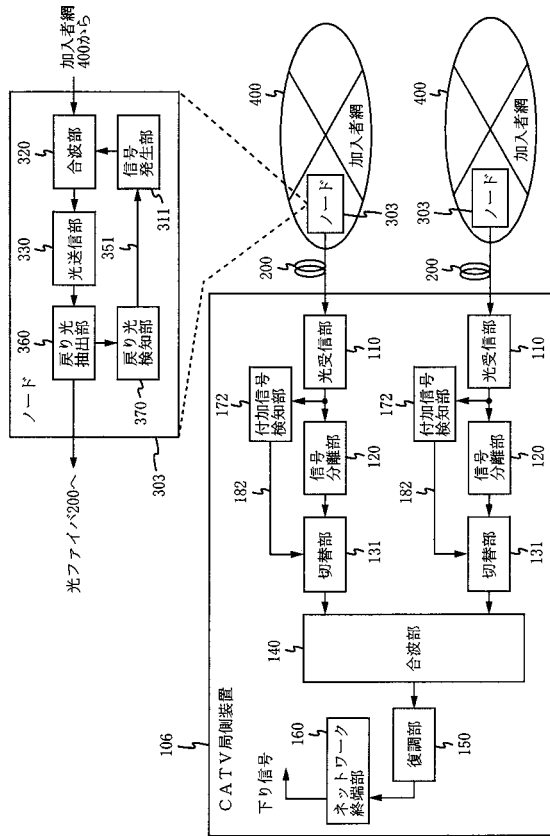 加入者網
400から
320
合波部
信号
発生部
311
330
光送信部
351
360
戻り光
抽出部
戻り光
検知部
370
ノード
303
光ファイバ200へ
400
加入者網
ノード
303
200
400
加入者網
ノード
303
200
106
CATV局側装置
光受信部
110
172
付加信号
検知部
信号
分離部
120
182
切替部
131
光受信部
110
172
付加信号
検知部
信号
分離部
120
182
切替部
131
140
合波部
復調部
150
160
ネットワーク
終端部
下り信号